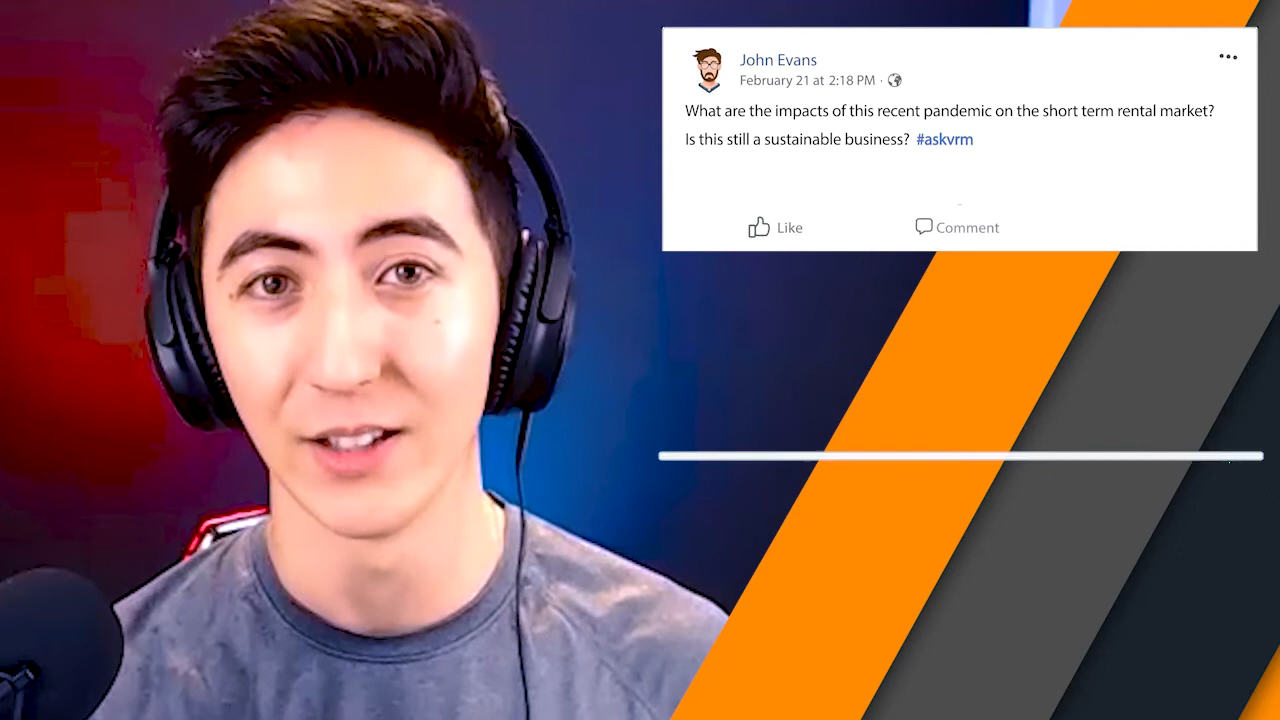 John Evans
February 21 at 2:18 PM ·
What are the impacts of this recent pandemic on the short term rental market?
Is this still a sustainable business? #askvrm
Like
Comment